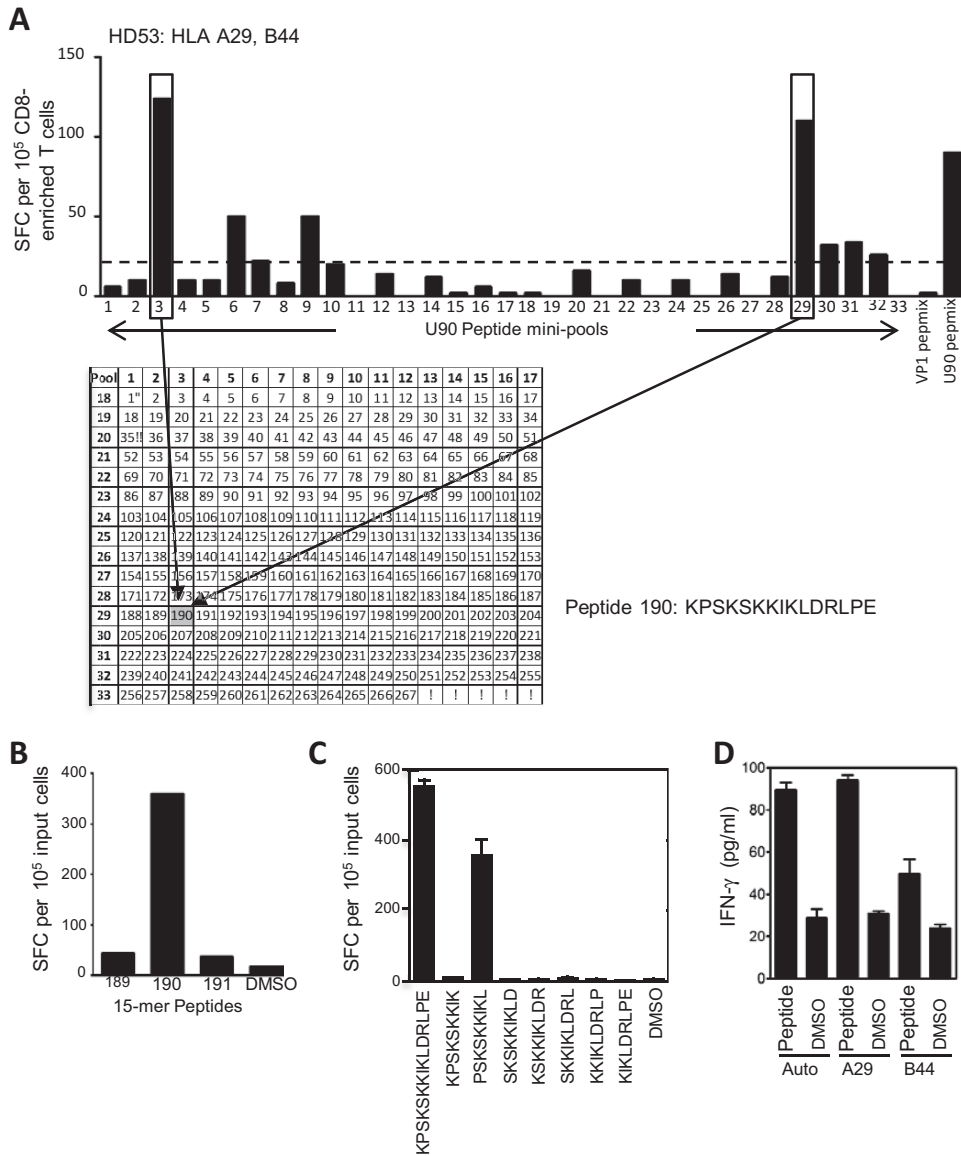 A
HD53: HLA A29, B44
SFC per 10⁵ CD8-
enriched T cells
150
100
50
0
1 2 3 4 5 6 7 8 9 10 11 12 13 14 15 16 17 18 19 20 21 22 23 24 25 26 27 28 29 30 31 32 33
VP1 pepmix
U90 pepmix
U90 Peptide mini-pools
Pool 1 2 3 4 5 6 7 8 9 10 11 12 13 14 15 16 17
18 1" 2 3 4 5 6 7 8 9 10 11 12 13 14 15 16 17
19 18 19 20 21 22 23 24 25 26 27 28 29 30 31 32 33 34
20 35!! 36 37 38 39 40 41 42 43 44 45 46 47 48 49 50 51
21 52 53 54 55 56 57 58 59 60 61 62 63 64 65 66 67 68
22 69 70 71 72 73 74 75 76 77 78 79 80 81 82 83 84 85
23 86 87 88 89 90 91 92 93 94 95 96 97 98 99 100 101 102
24 103 104 105 106 107 108 109 110 111 112 113 114 115 116 117 118 119
25 120 121 122 123 124 125 126 127 128 129 130 131 132 133 134 135 136
26 137 138 139 140 141 142 143 144 145 146 147 148 149 150 151 152 153
27 154 155 156 157 158 159 160 161 162 163 164 165 166 167 168 169 170
28 171 172 173 174 175 176 177 178 179 180 181 182 183 184 185 186 187
29 188 189 190 191 192 193 194 195 196 197 198 199 200 201 202 203 204
30 205 206 207 208 209 210 211 212 213 214 215 216 217 218 219 220 221
31 222 223 224 225 226 227 228 229 230 231 232 233 234 235 236 237 238
32 239 240 241 242 243 244 245 246 247 248 249 250 251 252 253 254 255
33 256 257 258 259 260 261 262 263 264 265 266 267 ! ! ! ! !
Peptide 190: KPSKSKKIKLDRLPE
B
SFC per 10⁵ input cells
400
300
200
100
0
189 190 191 DMSO
15-mer Peptides
C
SFC per 10⁵ input cells
600
400
200
0
KPSKSKKIKLDRLPE
KPSKSKKIK
PSKSKKIKL
SKSKKIKLD
KSKKIKLDR
SKKIKLDRL
KKIKLDRLP
KIKLDRLPE
DMSO
D
IFN-γ (pg/ml)
100
80
60
40
20
0
Peptide DMSO Peptide DMSO Peptide DMSO
Auto A29 B44